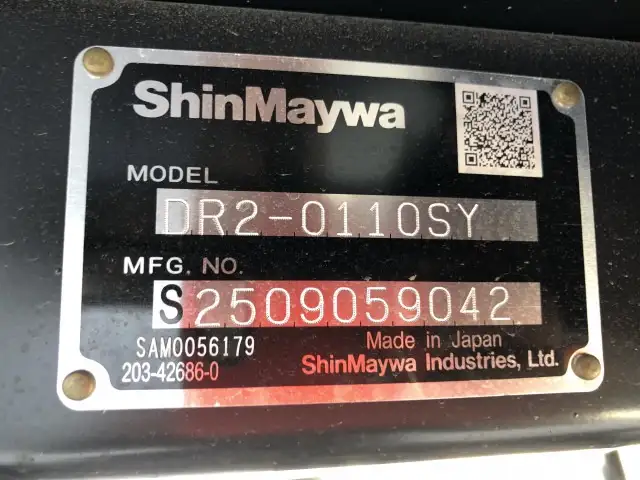 ShinMaywa
MODEL
DR2-0110SY
MFG. NO.
S2509059042
SAM0056179
Made in Japan
203-42686-0
ShinMaywa Industries, Ltd.